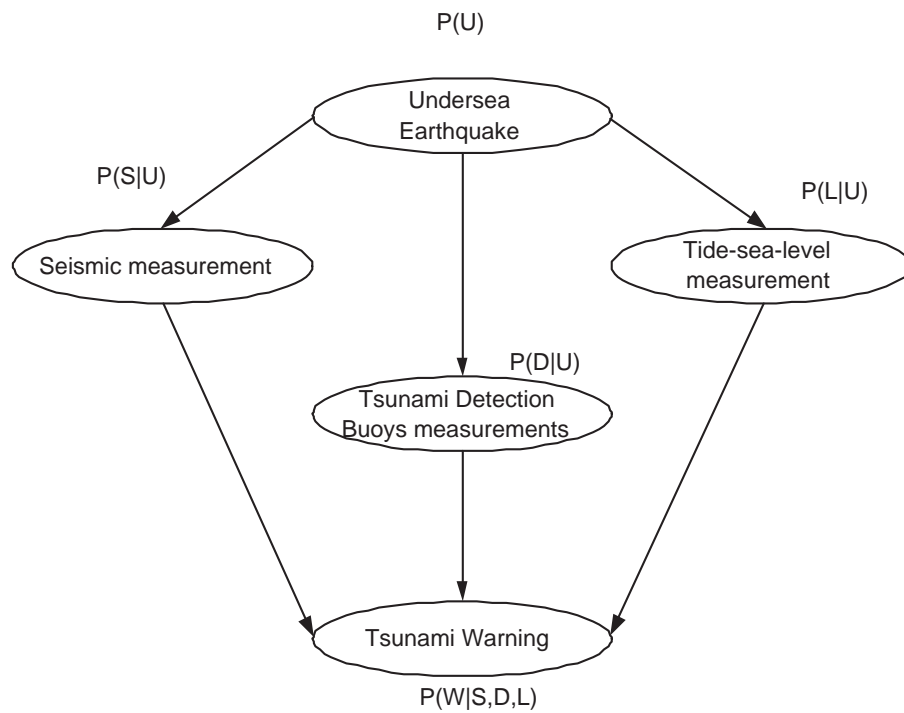 P(U)
Undersea
Earthquake
P(S|U)
P(L|U)
Seismic measurement
Tide-sea-level
measurement
P(D|U)
Tsunami Detection
Buoys measurements
Tsunami Warning
P(W|S,D,L)